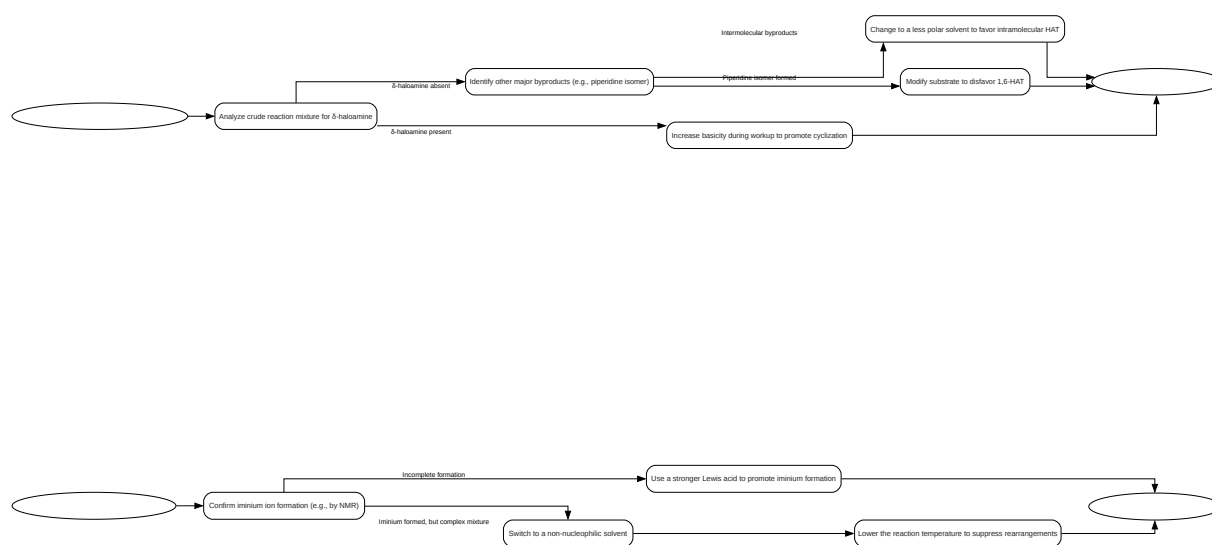 Intermolecular byproducts
Change to a less polar solvent to favor intramolecular HAT
δ-haloamine absent
Identify other major byproducts (e.g., piperidine isomer)
Piperidine isomer formed
Modify substrate to disfavor 1,6-HAT
Analyze crude reaction mixture for δ-haloamine
δ-haloamine present
Increase basicity during workup to promote cyclization
Incomplete formation
Use a stronger Lewis acid to promote iminium formation
Confirm iminium ion formation (e.g., by NMR)
Iminium formed, but complex mixture
Switch to a non-nucleophilic solvent
Lower the reaction temperature to suppress rearrangements